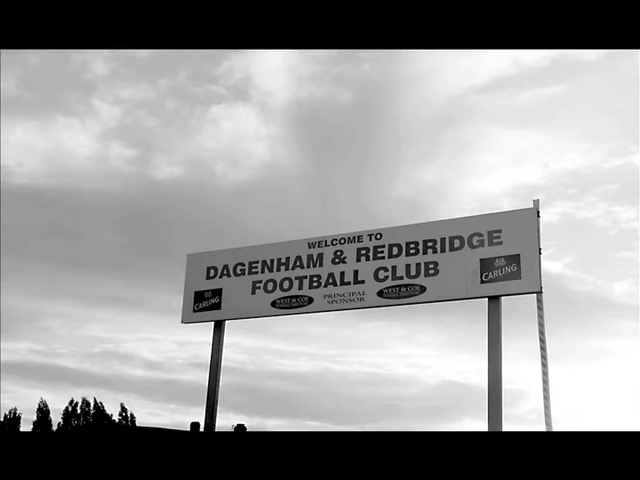 WELCOME TO
DAGENHAM & REDBRIDGE
FOOTBALL CLUB
CARLING
WEST & COE
PRINCIPAL
SPONSOR
WEST & COE
CARLING